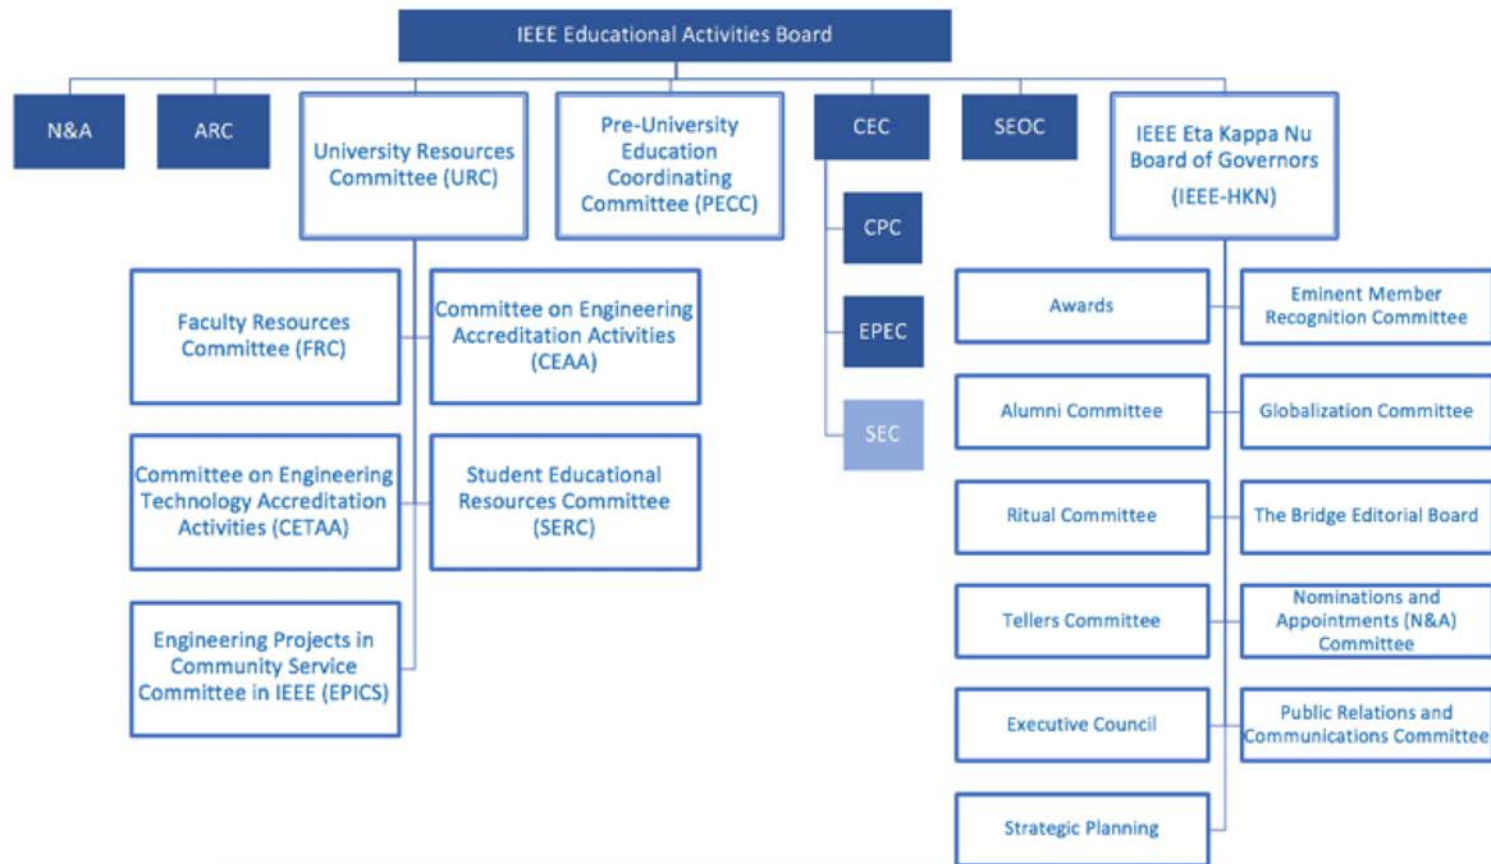 IEEE Educational Activities Board
N&A
ARC
University Resources
Committee (URC)
Pre-University
Education
Coordinating
Committee (PECC)
CEC
SEOC
IEEE Eta Kappa Nu
Board of Governors
(IEEE-HKN)
CPC
EPEC
SEC
Faculty Resources
Committee (FRC)
Committee on Engineering
Accreditation Activities
(CEAA)
Committee on Engineering
Technology Accreditation
Activities (CETAA)
Student Educational
Resources Committee
(SERC)
Engineering Projects in
Community Service
Committee in IEEE (EPICS)
Awards
Eminent Member
Recognition Committee
Alumni Committee
Globalization Committee
Ritual Committee
The Bridge Editorial Board
Tellers Committee
Nominations and
Appointments (N&A)
Committee
Executive Council
Public Relations and
Communications Committee
Strategic Planning